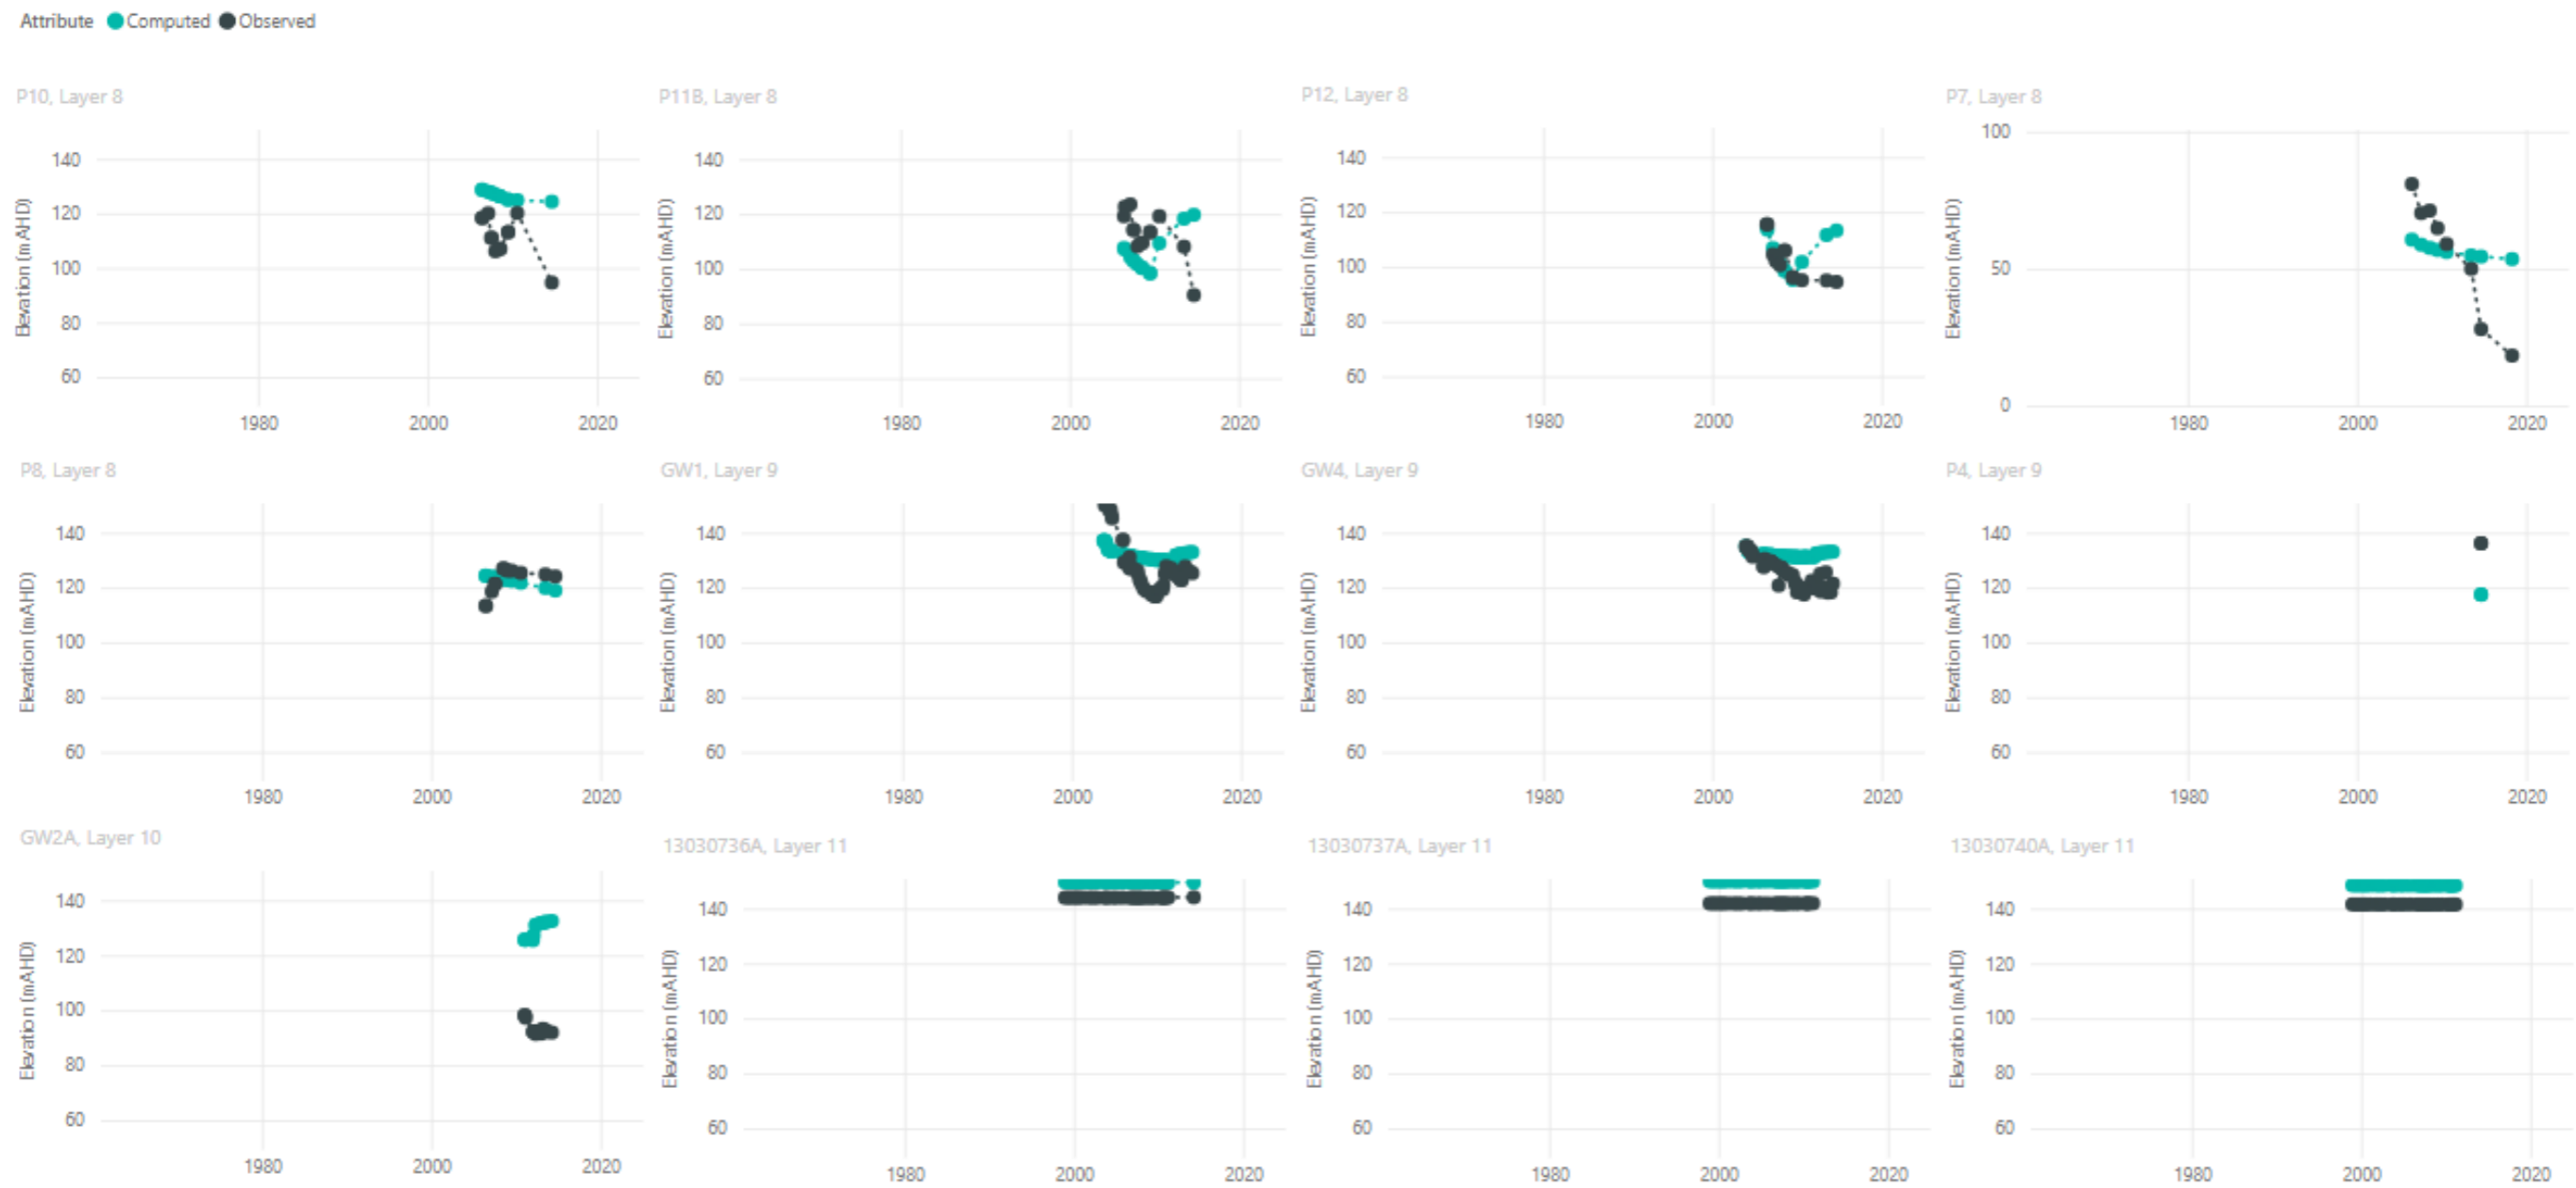 Attribute Computed Observed
P10, Layer 8
Elevation (mAHD)
140
120
100
80
60
1980 2000 2020
P11B, Layer 8
Elevation (mAHD)
140
120
100
80
60
1980 2000 2020
P12, Layer 8
Elevation (mAHD)
140
120
100
80
60
1980 2000 2020
P7, Layer 8
Elevation (mAHD)
100
50
0
1980 2000 2020
P8, Layer 8
Elevation (mAHD)
140
120
100
80
60
1980 2000 2020
GW1, Layer 9
Elevation (mAHD)
140
120
100
80
60
1980 2000 2020
GW4, Layer 9
Elevation (mAHD)
140
120
100
80
60
1980 2000 2020
P4, Layer 9
Elevation (mAHD)
140
120
100
80
60
1980 2000 2020
GW2A, Layer 10
Elevation (mAHD)
140
120
100
80
60
1980 2000 2020
13030736A, Layer 11
Elevation (mAHD)
140
120
100
80
60
1980 2000 2020
13030737A, Layer 11
Elevation (mAHD)
140
120
100
80
60
1980 2000 2020
13030740A, Layer 11
Elevation (mAHD)
140
120
100
80
60
1980 2000 2020